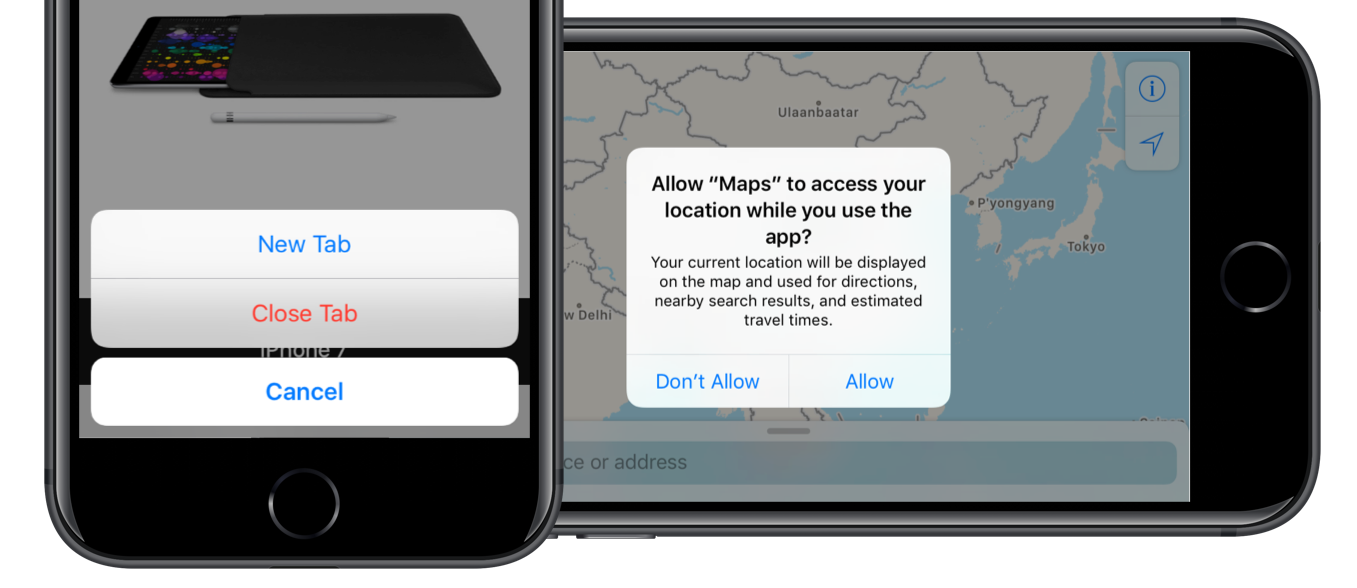 New Tab
Close Tab
iPhone 7
Cancel
Ulaanbaatar
P'yongyang
Tokyo
w Delhi
Allow “Maps” to access your
location while you use the
app?
Your current location will be displayed
on the map and used for directions,
nearby search results, and estimated
travel times.
Don’t Allow
Allow
ce or address